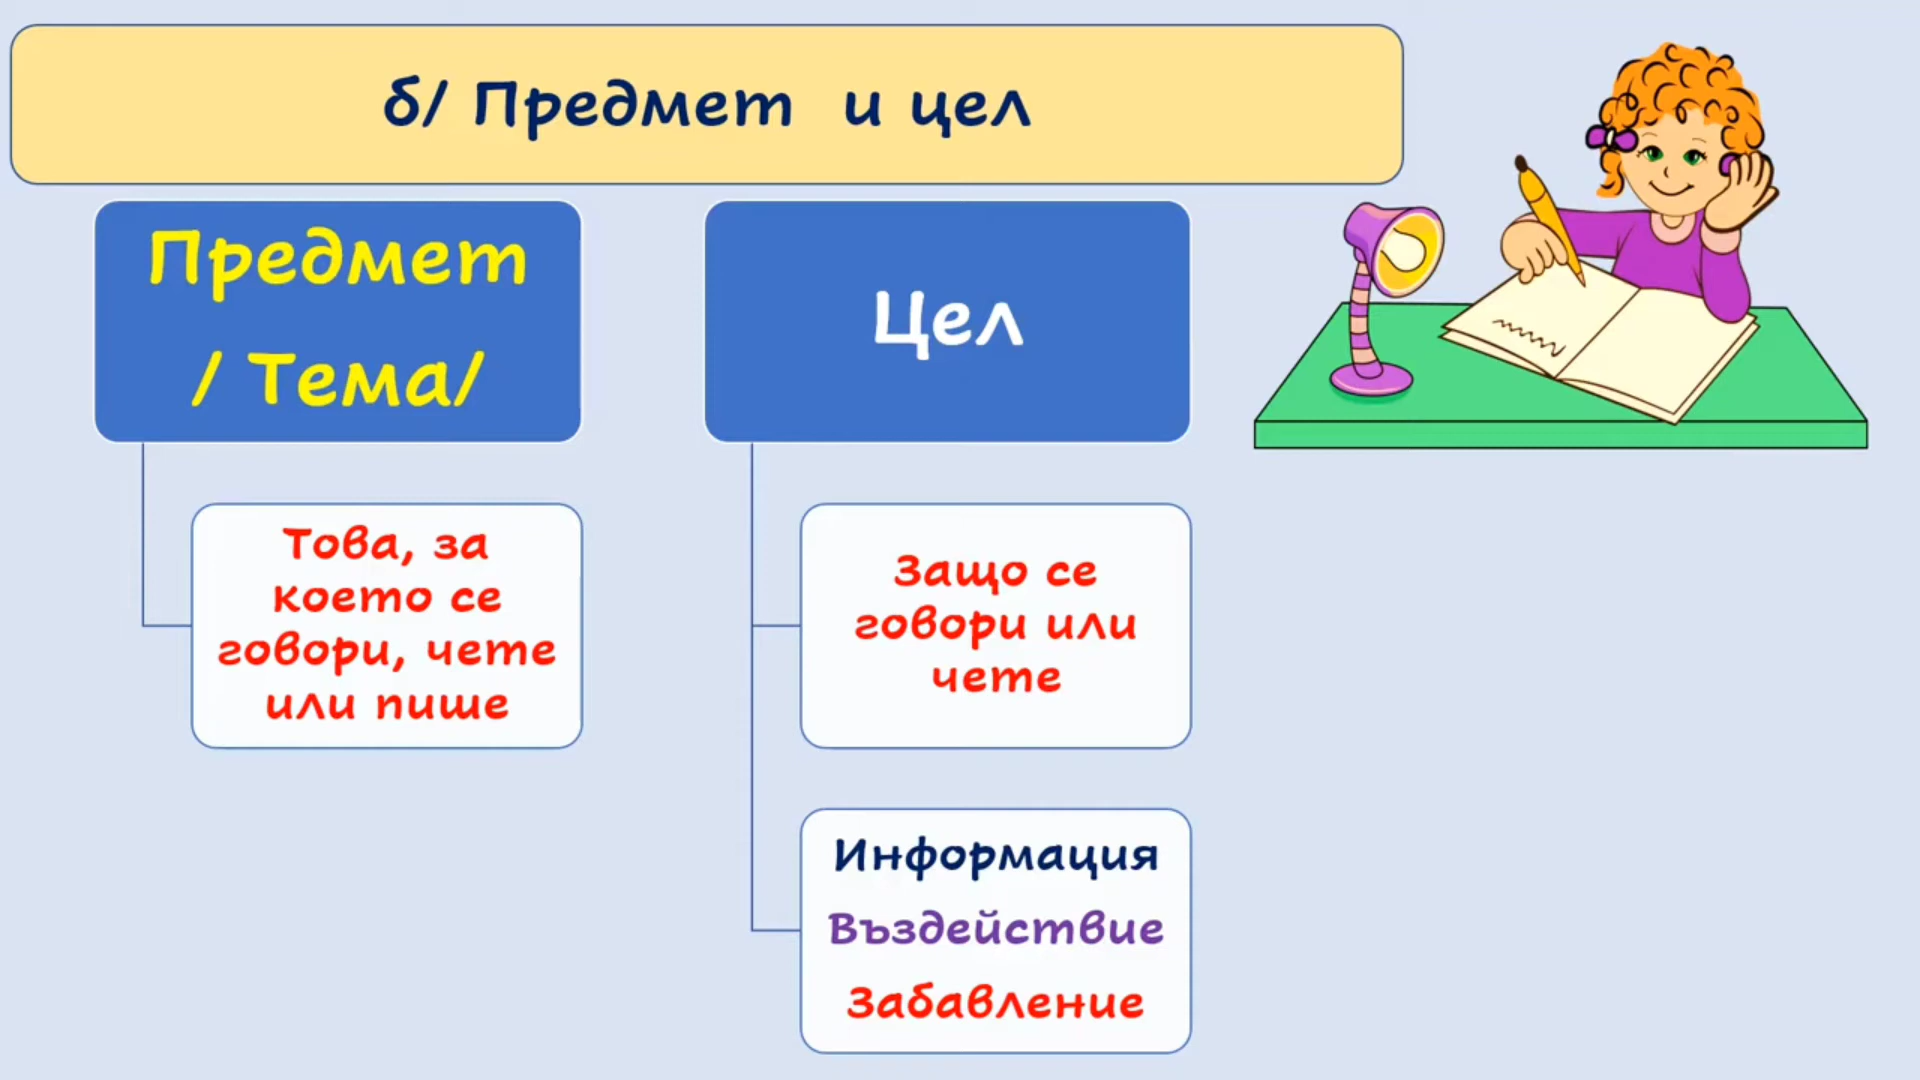 б/ Предмет и цел
Предмет
/ Тема/
Това, за
което се
говори, чете
или пише
Цел
Защо се
говори или
чете
Информация
Въздействие
Забавление